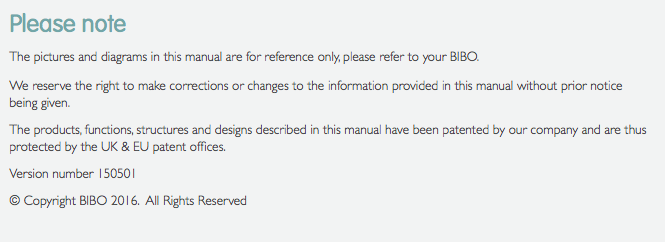 Please note
The pictures and diagrams in this manual are for reference only, please refer to your BIBO.
We reserve the right to make corrections or changes to the information provided in this manual without prior notice
being given.
The products, functions, structures and designs described in this manual have been patented by our company and are thus
protected by the UK & EU patent offices.
Version number 150501
© Copyright BIBO 2016.  All Rights Reserved